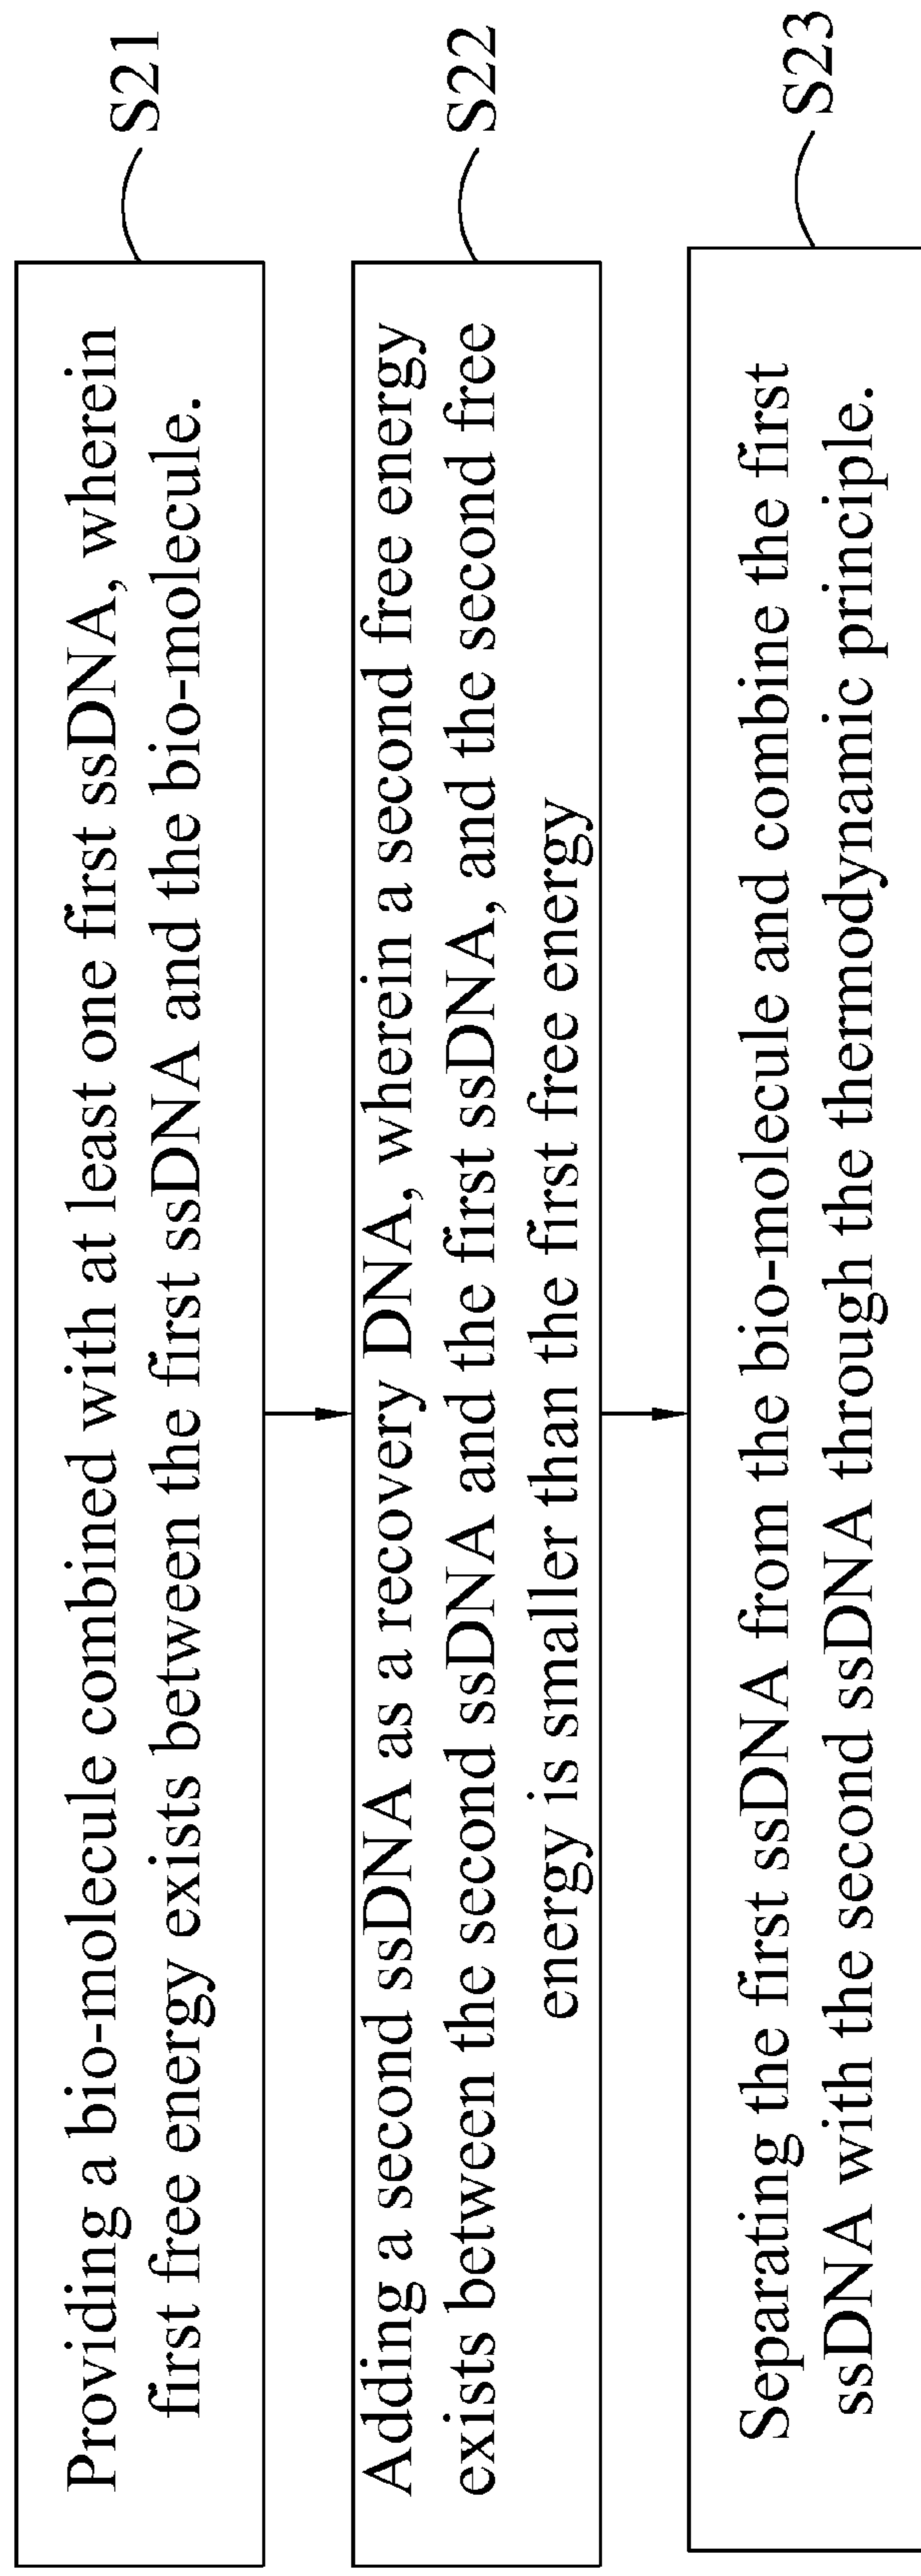 Providing a bio-molecule combined with at least one first ssDNA, wherein
first free energy exists between the first ssDNA and the bio-molecule.
S21
Adding a second ssDNA as a recovery DNA, wherein a second free energy
exists between the second ssDNA and the first ssDNA, and the second free
energy is smaller than the first free energy
S22
Separating the first ssDNA from the bio-molecule and combine the first
ssDNA with the second ssDNA through the thermodynamic principle.
S23